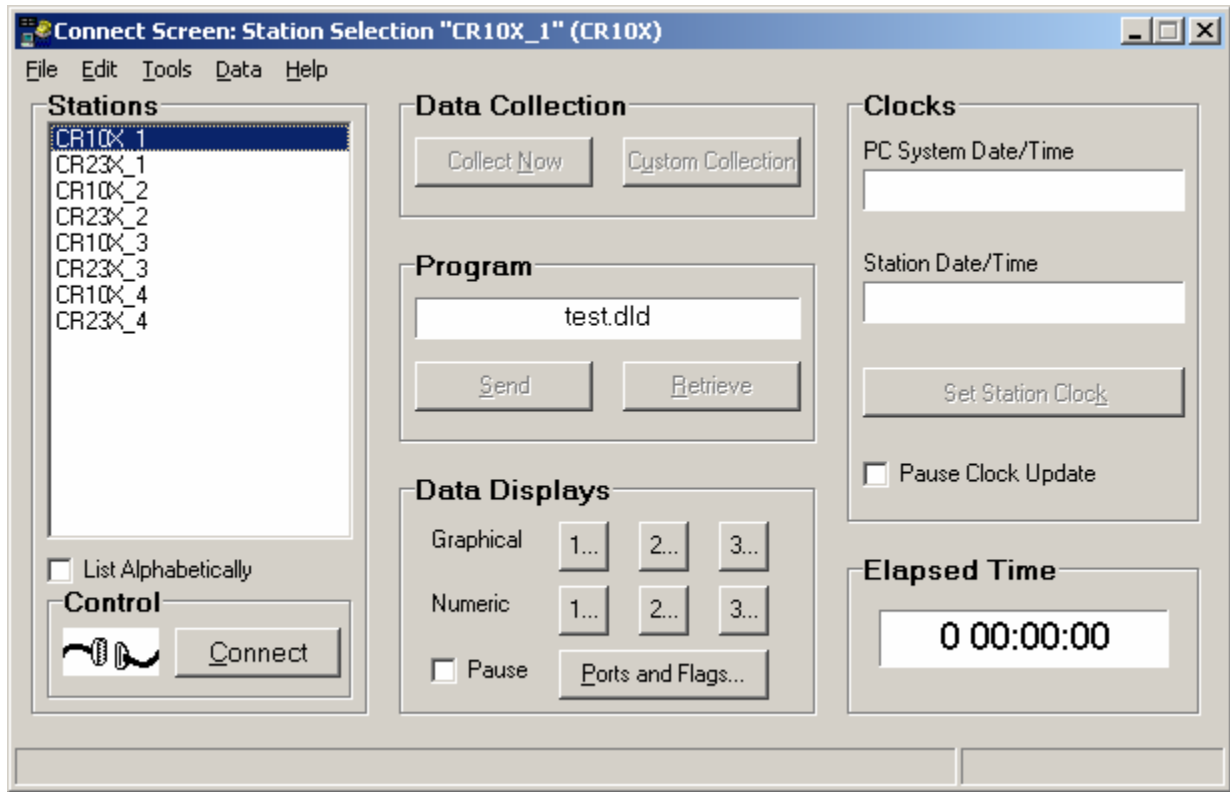 Connect Screen: Station Selection "CR10X_1" (CR10X)
File Edit Tools Data Help
Stations
CR10X_1
CR23X_1
CR10X_2
CR23X_2
CR10X_3
CR23X_3
CR10X_4
CR23X_4
List Alphabetically
Control
Connect
Data Collection
Collect Now Custom Collection
Program
test.dld
Send Retrieve
Data Displays
Graphical 1... 2... 3...
Numeric 1... 2... 3...
Pause Ports and Flags...
Clocks
PC System Date/Time
Station Date/Time
Set Station Clock
Pause Clock Update
Elapsed Time
0 00:00:00